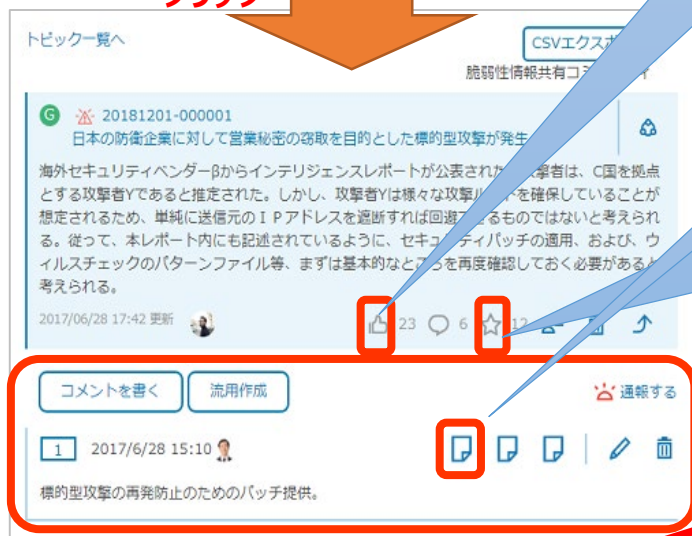 クリック
トピック一覧へ
CSVエクスポ
脆弱性情報共有コ
G 20181201-000001
日本の防衛企業に対して営業秘密の窃取を目的とした標的型攻撃が発生
海外セキュリティベンダーβからインテリジェンスレポートが公表された 撃者は、C国を拠点
とする攻撃者Yであると推定された。しかし、攻撃者Yは様々な攻撃ル トを確保していることが
想定されるため、単純に送信元のIPアドレスを遮断すれば回避 きるものではないと考えられ
る。従って、本レポート内にも記述されているように、セキュ ティパッチの適用、および、ウ
ィルスチェックのパターンファイル等、まずは基本的なところを再度確認しておく必要があると
考えられる。
2017/06/28 17:42 更新 23 6 12
コメントを書く 流用作成 通報する
1 2017/6/28 15:10
標的型攻撃の再発防止のためのパッチ提供。